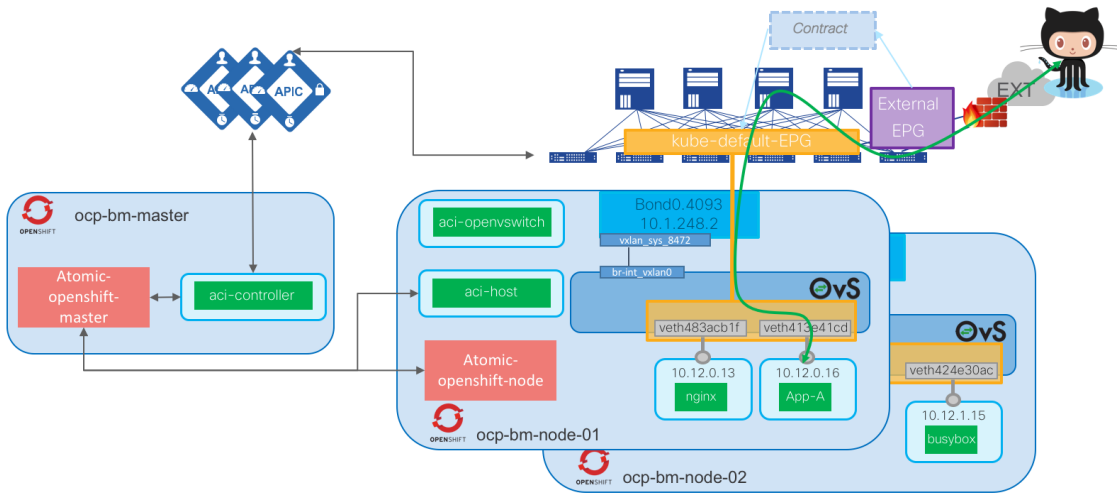 Contract
APIC
AP
AP
EXT
External
EPG
kube-default-EPG
OPENSHIFT
ocp-bm-master
Atomic-
openshift-
master
aci-controller
aci-openvswitch
aci-host
Atomic-
openshift-node
Bond0.4093
10.1.248.2
vxlan_sys_8472
br-int_vxlan0
OvS
veth483acb1f
veth413e41cd
10.12.0.13
nginx
10.12.0.16
App-A
OPENSHIFT
ocp-bm-node-01
OvS
veth424e30ac
10.12.1.15
busybox
OPENSHIFT
ocp-bm-node-02